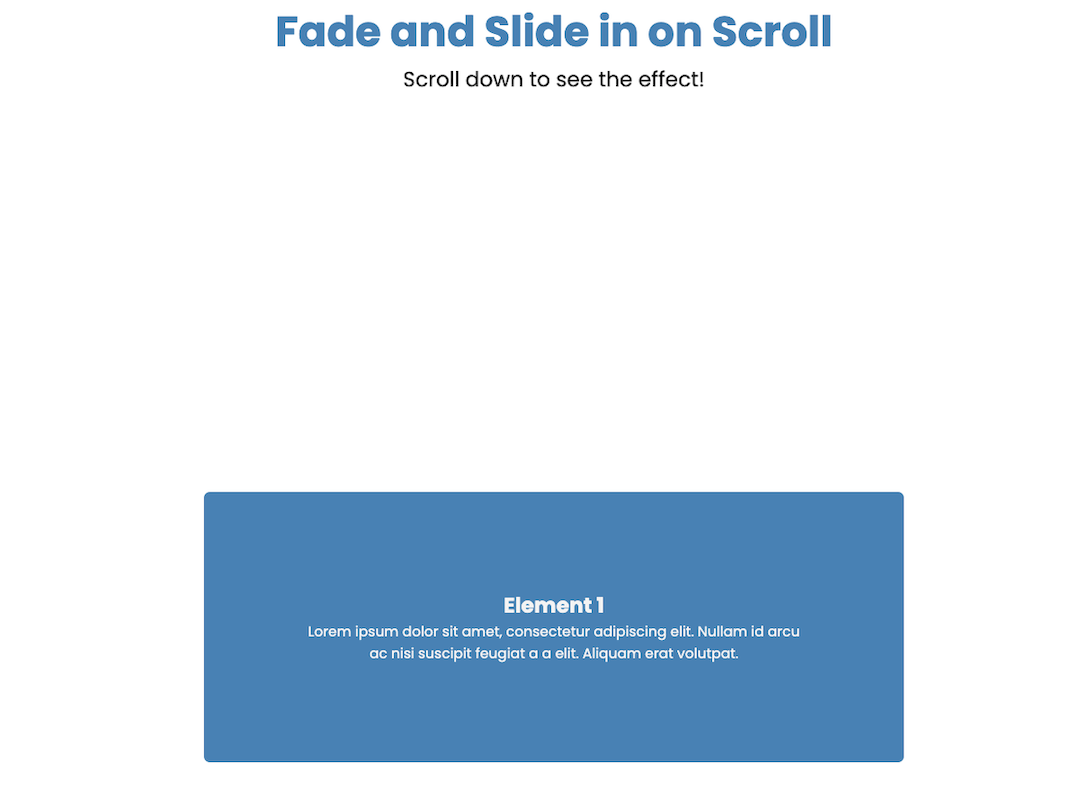 Fade and Slide in on Scroll
Scroll down to see the effect!
Element 1
Lorem ipsum dolor sit amet, consectetur adipiscing elit. Nullam id arcu
ac nisi suscipit feugiat a a elit. Aliquam erat volutpat.